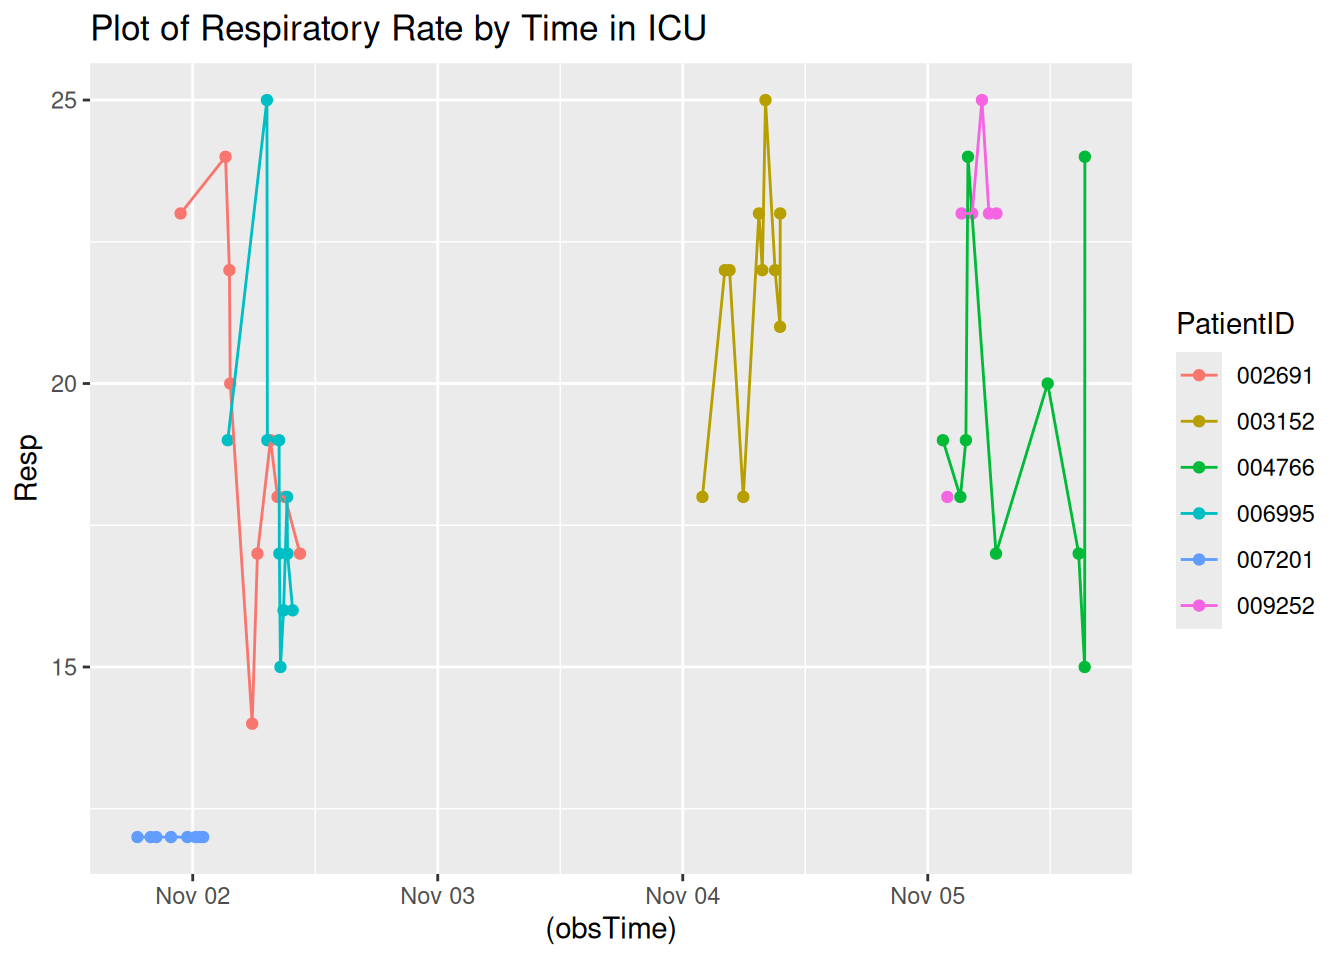 Plot of Respiratory Rate by Time in ICU
25
20
15
Resp
Nov 02
Nov 03
Nov 04
Nov 05
(obsTime)
PatientID
002691
003152
004766
006995
007201
009252